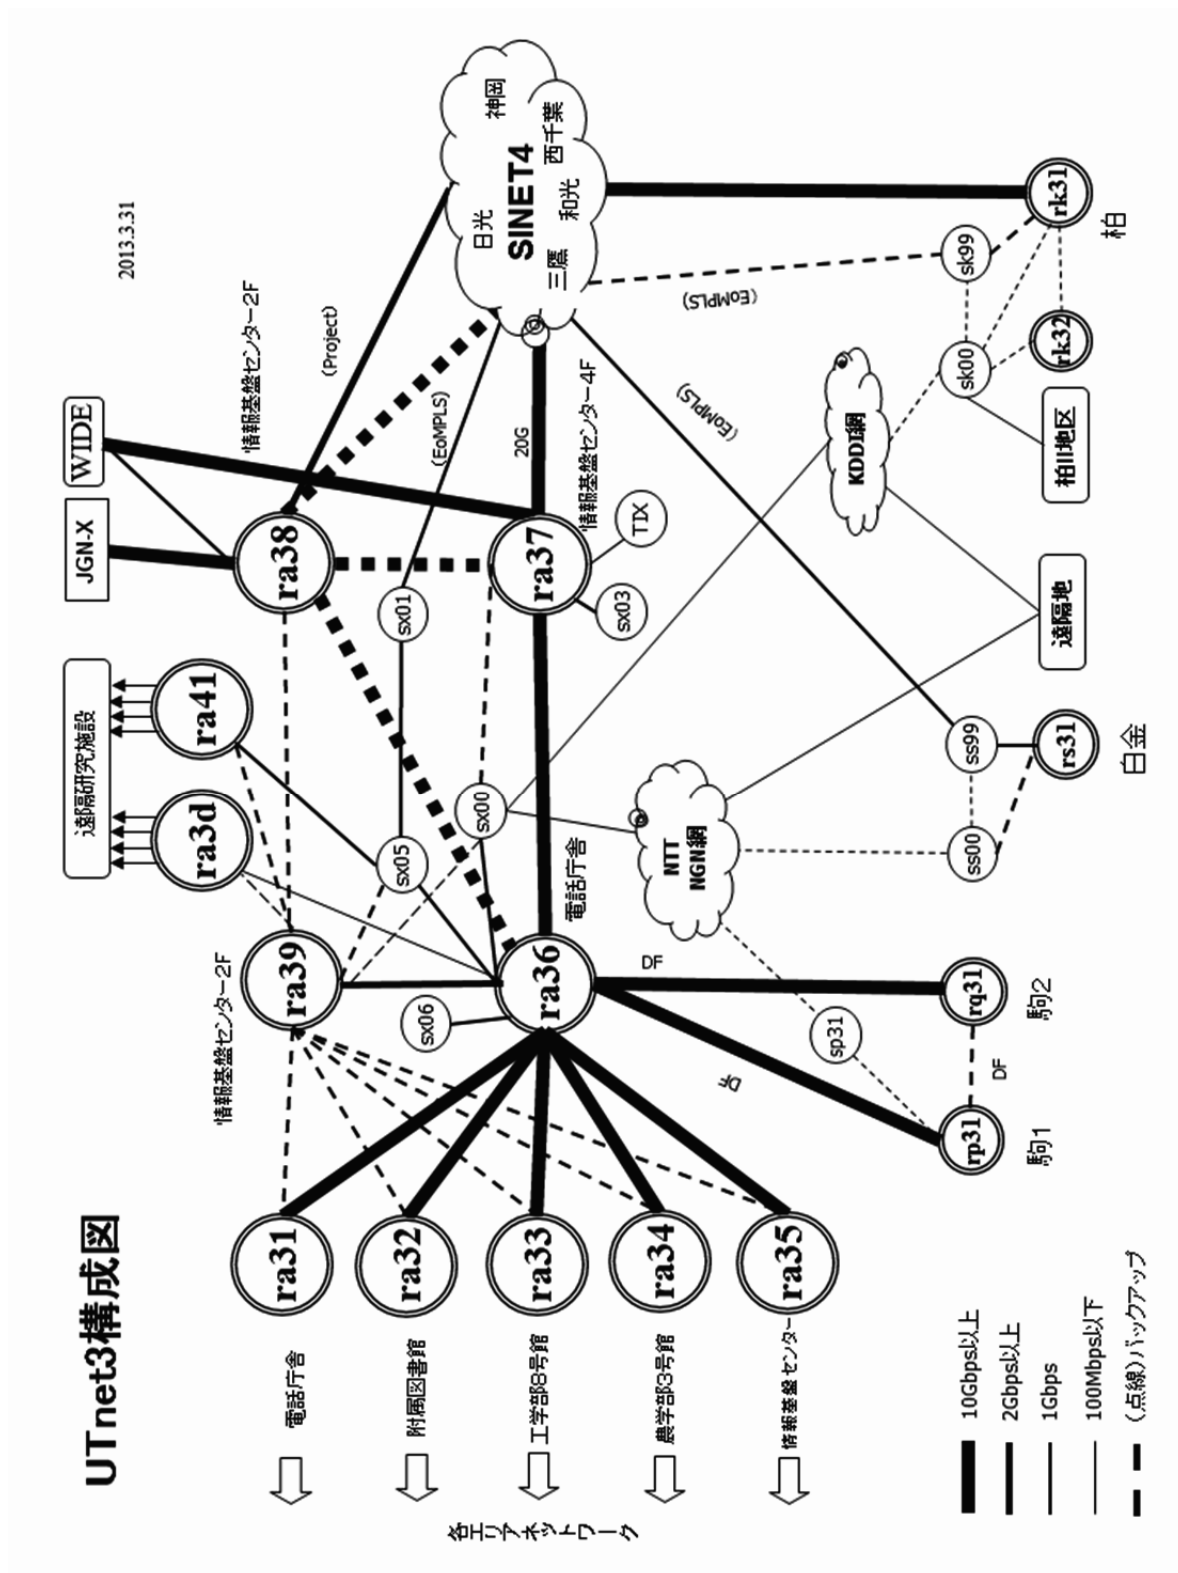 UTnet3構成図
2013.3.31
遠隔研究施設
JGN-X
WIDE
情報基盤センター2F
ra39
ra3d
ra41
ra38
情報基盤センター2F
(Project)
sx06
sx05
sx01
(EoMPLS)
sx00
SINET4
神岡
日光
西千葉
和光
三鷹
電話庁舎
ra31
附属図書館
ra32
工学部8号館
ra33
農学部3号館
ra34
情報基盤センター
ra35
各エリアネットワーク
ra36
電話庁舎
ra37
20G
情報基盤センター4F
sx03
TIX
(EoMPLS)
(EoMPLS)
DF
DF
NTT
NGN網
KDDI網
sp31
rp31
駒1
DF
rq31
駒2
ss00
ss99
rs31
白金
遠隔地
柏II地区
sk00
sk99
rk32
rk31
柏
10Gbps以上
2Gbps以上
1Gbps
100Mbps以下
(点線)バックアップ